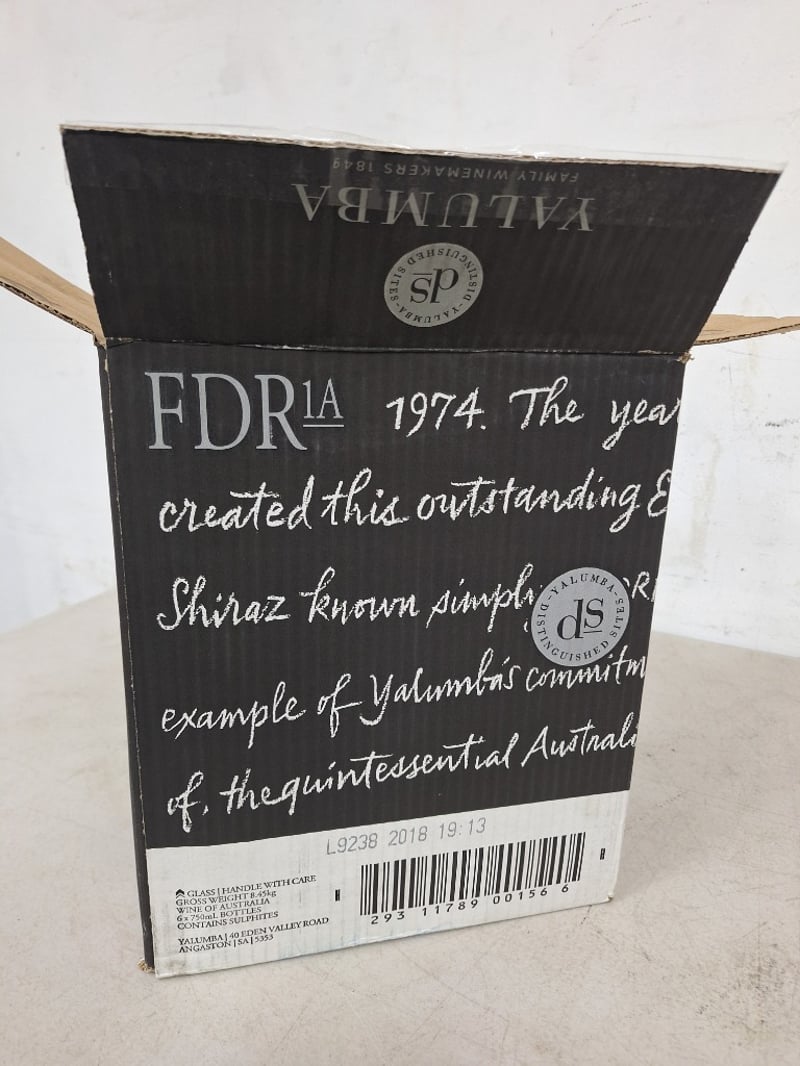 FAMILY WINEMAKERS 1849
YALUMBA
YALUMBA DISTINGUISHED SITES
ds
FDR1A
1974. The year
created this outstanding
Shiraz known simply
YALUMBA DISTINGUISHED SITES
ds
example of Yalumba's commitm
of, the quintessential Australi
L9238 2018 19:13
GLASS | HANDLE WITH CARE
GROSS WEIGHT 8.45kg
WINE OF AUSTRALIA
6 x 750mL BOTTLES
CONTAINS SULPHITES
YALUMBA | 40 EDEN VALLEY ROAD
ANGASTON | SA | 5353
293 11789 00156 6